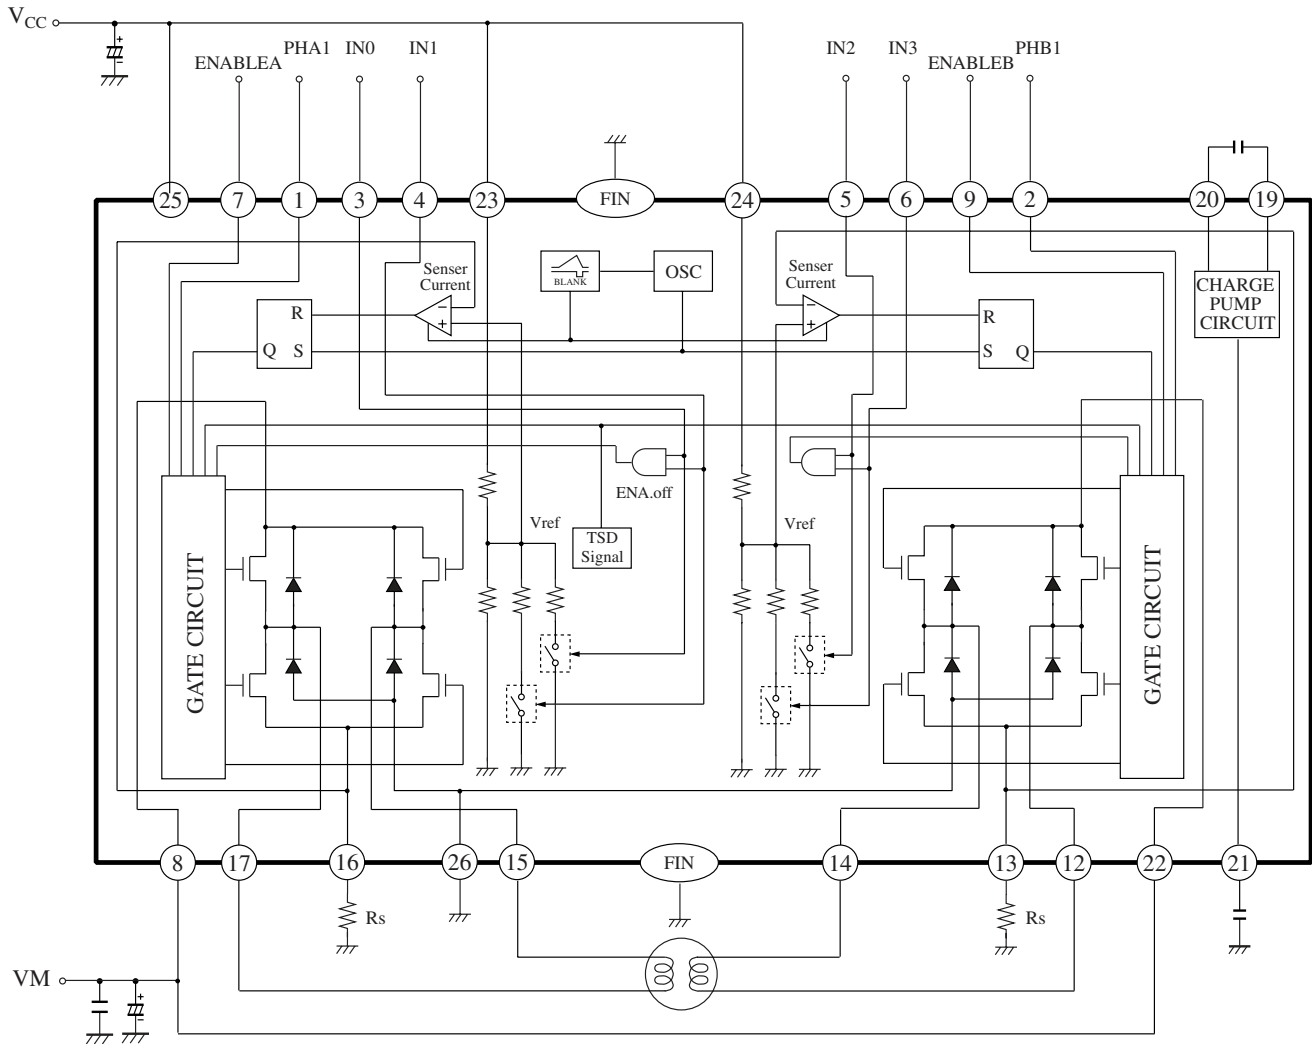 VCC
ENABLEA
PHA1
IN0
IN1
IN2
IN3
ENABLEB
PHB1
+
−
25
7
1
3
4
23
FIN
24
5
6
9
2
20
19
Senser
Current
−
+
BLANK
OSC
Senser
Current
−
+
CHARGE
PUMP
CIRCUIT
R
Q
S
R
S
Q
ENA.off
Vref
TSD
Signal
Vref
GATE CIRCUIT
GATE CIRCUIT
8
17
16
26
15
FIN
14
13
12
22
21
Rs
Rs
VM
+
−